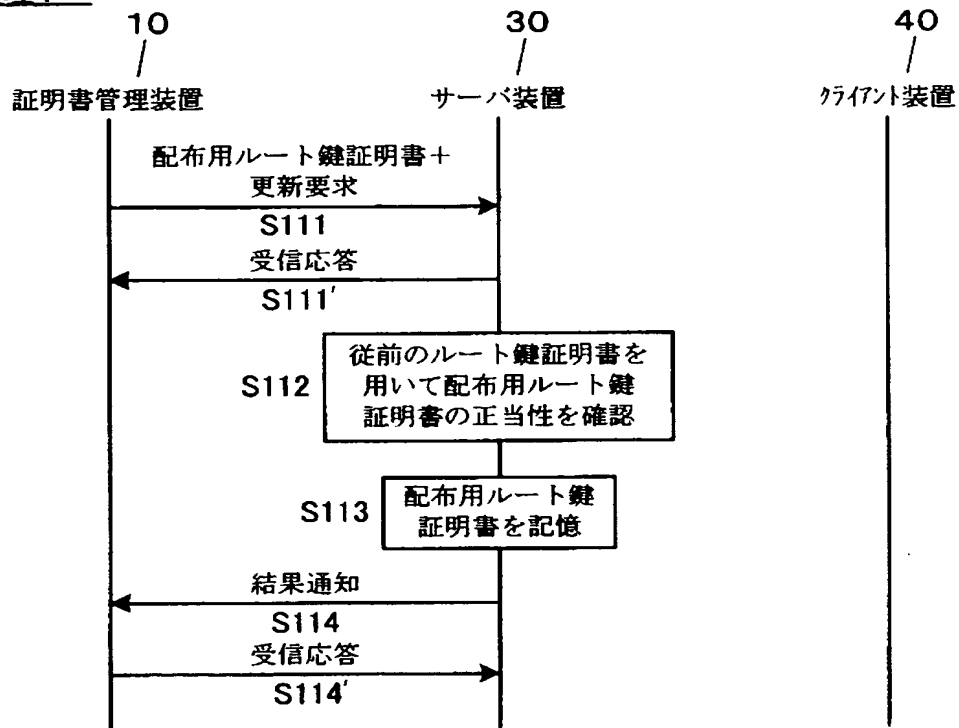 10
30
40
証明書管理装置
サーバ装置
クライアント装置
配布用ルート鍵証明書＋
更新要求
S111
受信応答
S111′
S112
従前のルート鍵証明書を
用いて配布用ルート鍵
証明書の正当性を確認
S113
配布用ルート鍵
証明書を記憶
結果通知
S114
受信応答
S114′